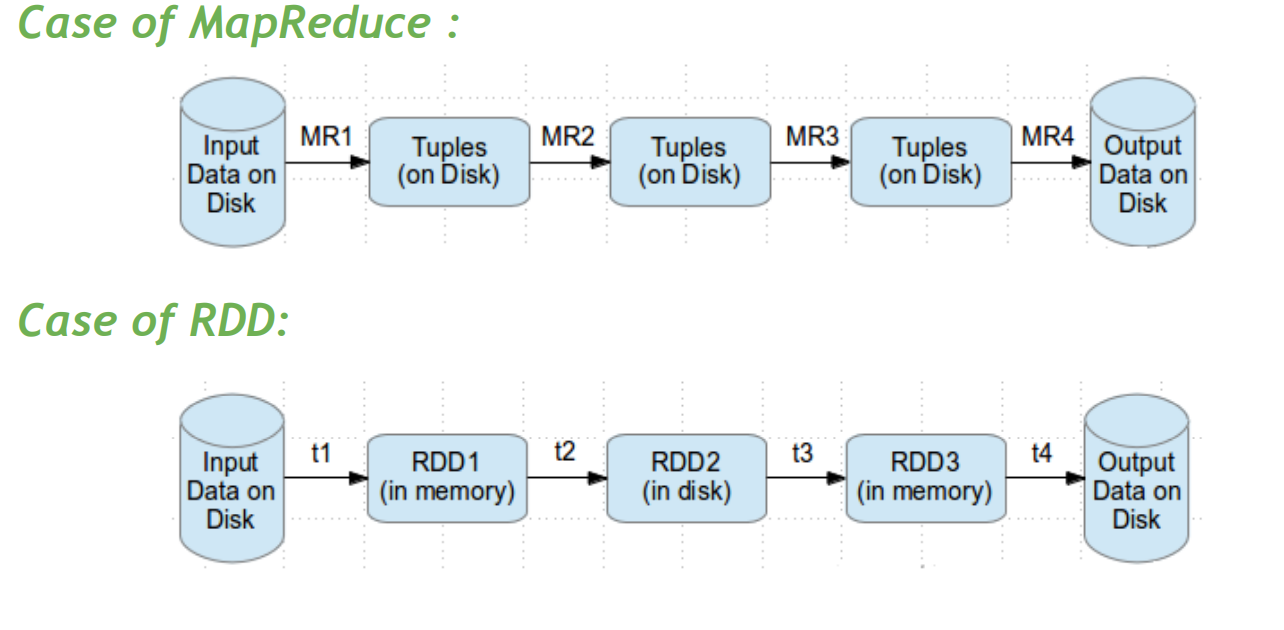 Case of MapReduce :
Input
Data on
Disk
MR1
Tuples
(on Disk)
MR2
Tuples
(on Disk)
MR3
Tuples
(on Disk)
MR4
Output
Data on
Disk
Case of RDD:
Input
Data on
Disk
t1
RDD1
(in memory)
t2
RDD2
(in disk)
t3
RDD3
(in memory)
t4
Output
Data on
Disk